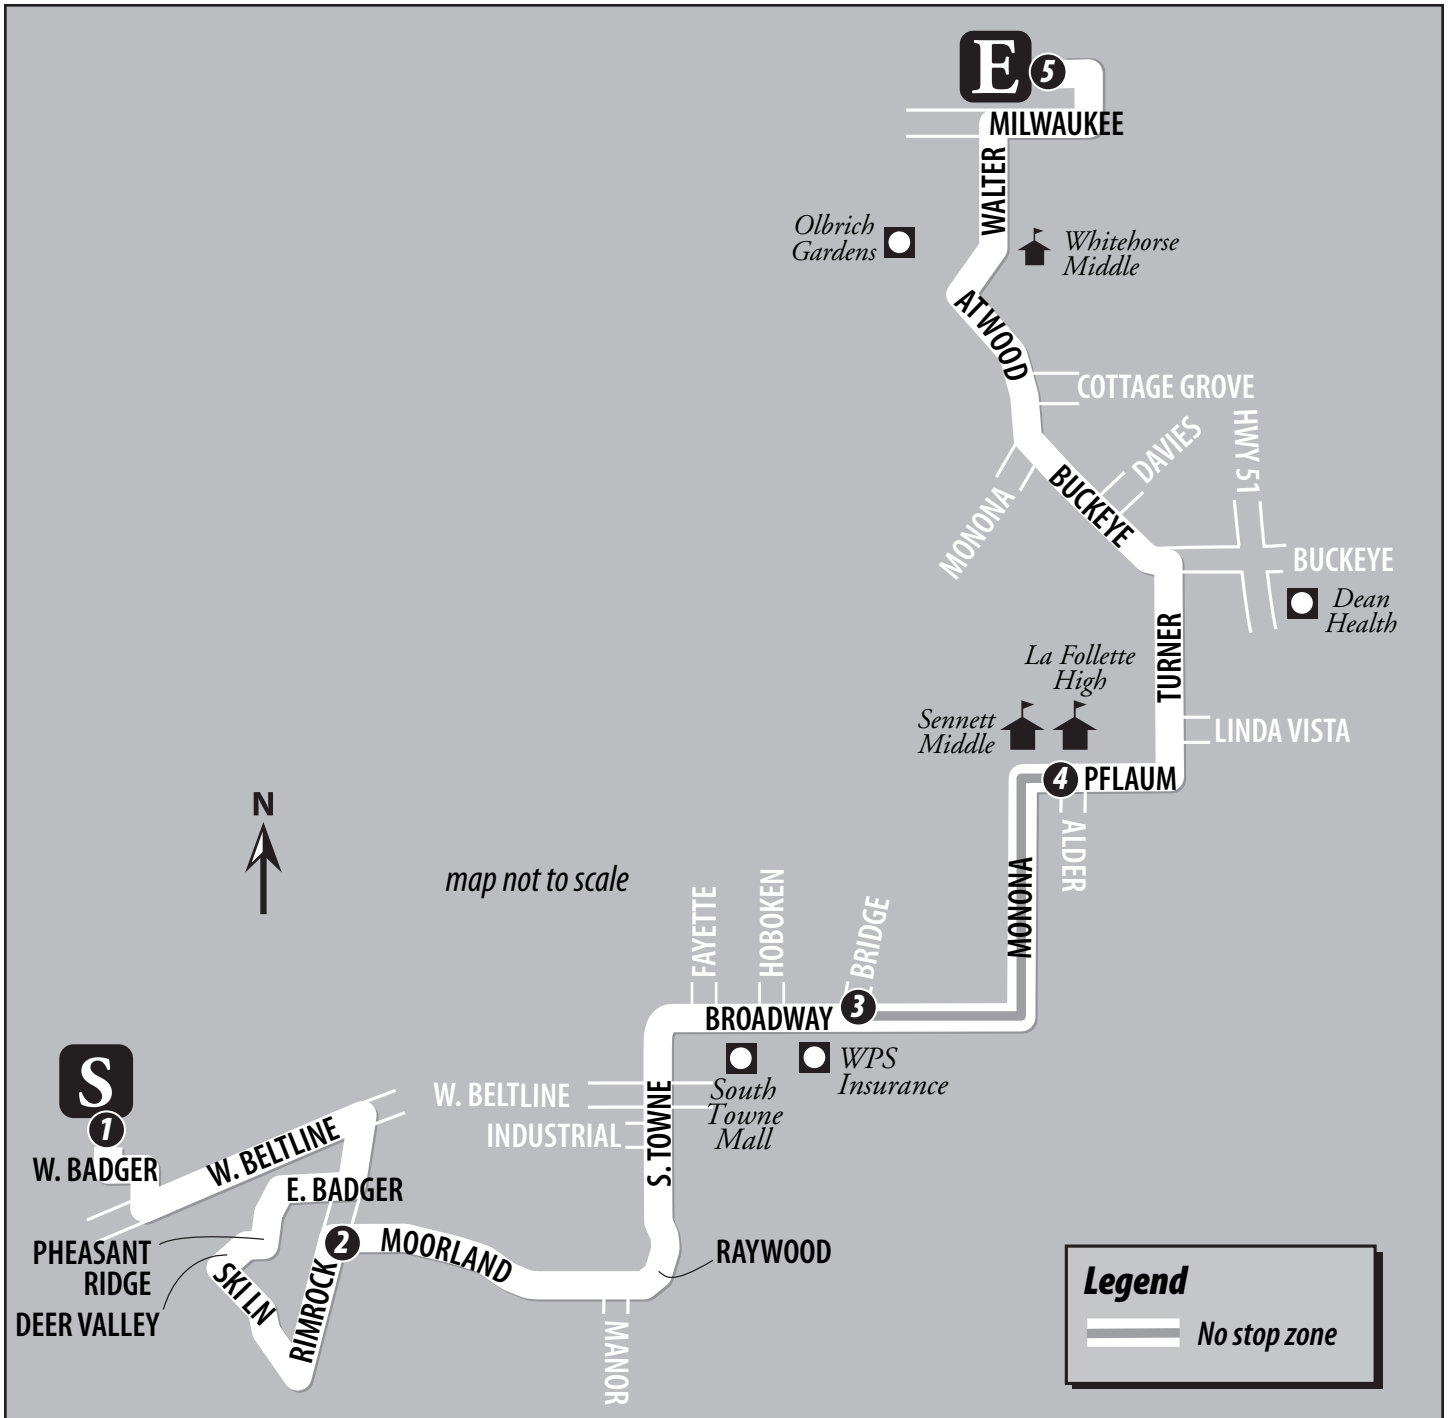 E
5
MILWAUKEE
WALTER
Olbrich
Gardens
Whitehorse
Middle
ATWOOD
COTTAGE GROVE
HWY 51
DAVIES
MONONA
BUCKEYE
BUCKEYE
Dean
Health
TURNER
La Follette
High
Sennett
Middle
LINDA VISTA
4
PFLAUM
ALDER
N
map not to scale
MONONA
FAYETTE
HOBOKEN
BRIDGE
3
BROADWAY
WPS
Insurance
South
Towne
Mall
S
1
W. BADGER
W. BELTLINE
W. BELTLINE
INDUSTRIAL
S. TOWNE
E. BADGER
PHEASANT
RIDGE
DEER VALLEY
SKI LN
RIMROCK
2
MOORLAND
RAYWOOD
MANOR
Legend
No stop zone